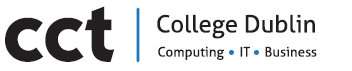 cct
College Dublin
Computing • IT • Business